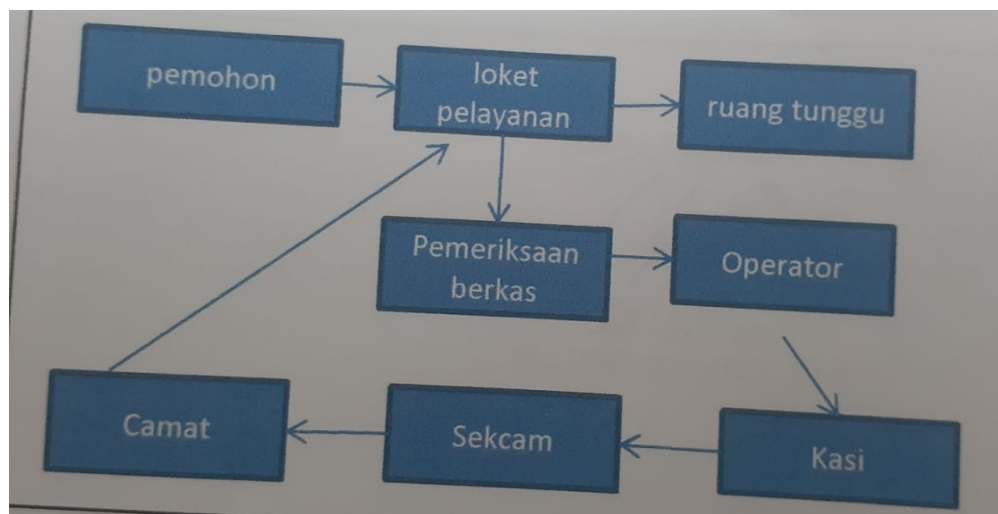 pemohon
loket
pelayanan
ruang tunggu
Pemeriksaan
berkas
Operator
Camat
Sekcam
Kasi